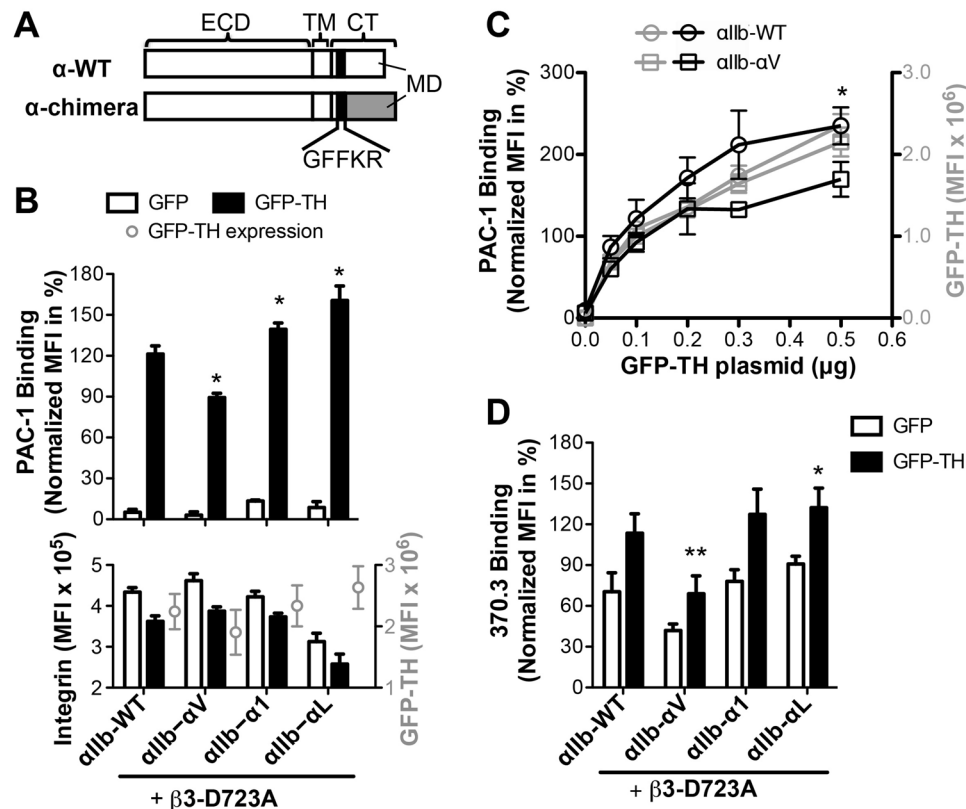 A
ECD TM CT
α-WT
MD
α-chimera
GFFKR
B
GFP GFP-TH
GFP-TH expression
PAC-1 Binding
(Normalized MFI in %)
180
150
120
90
60
30
0
* * *
Integrin (MFI x 10⁵)
5
4
3
2
GFP-TH (MFI x 10⁶)
3
2
1
αIIb-WT
αIIb−αV
αIIb−α1
αIIb−αL
+ β3-D723A
C
αIIb-WT
αIIb-αV
PAC-1 Binding
(Normalized MFI in %)
300
200
100
0
*
GFP-TH (MFI x 10⁶)
3.0
2.0
1.0
0.0
0.0 0.1 0.2 0.3 0.4 0.5 0.6
GFP-TH plasmid (μg)
D
GFP
GFP-TH
370.3 Binding
(Normalized MFI in %)
180
150
120
90
60
30
0
** *
αIIb-WT
αIIb-αV
αIIb-α1
αIIb-αL
+ β3-D723A